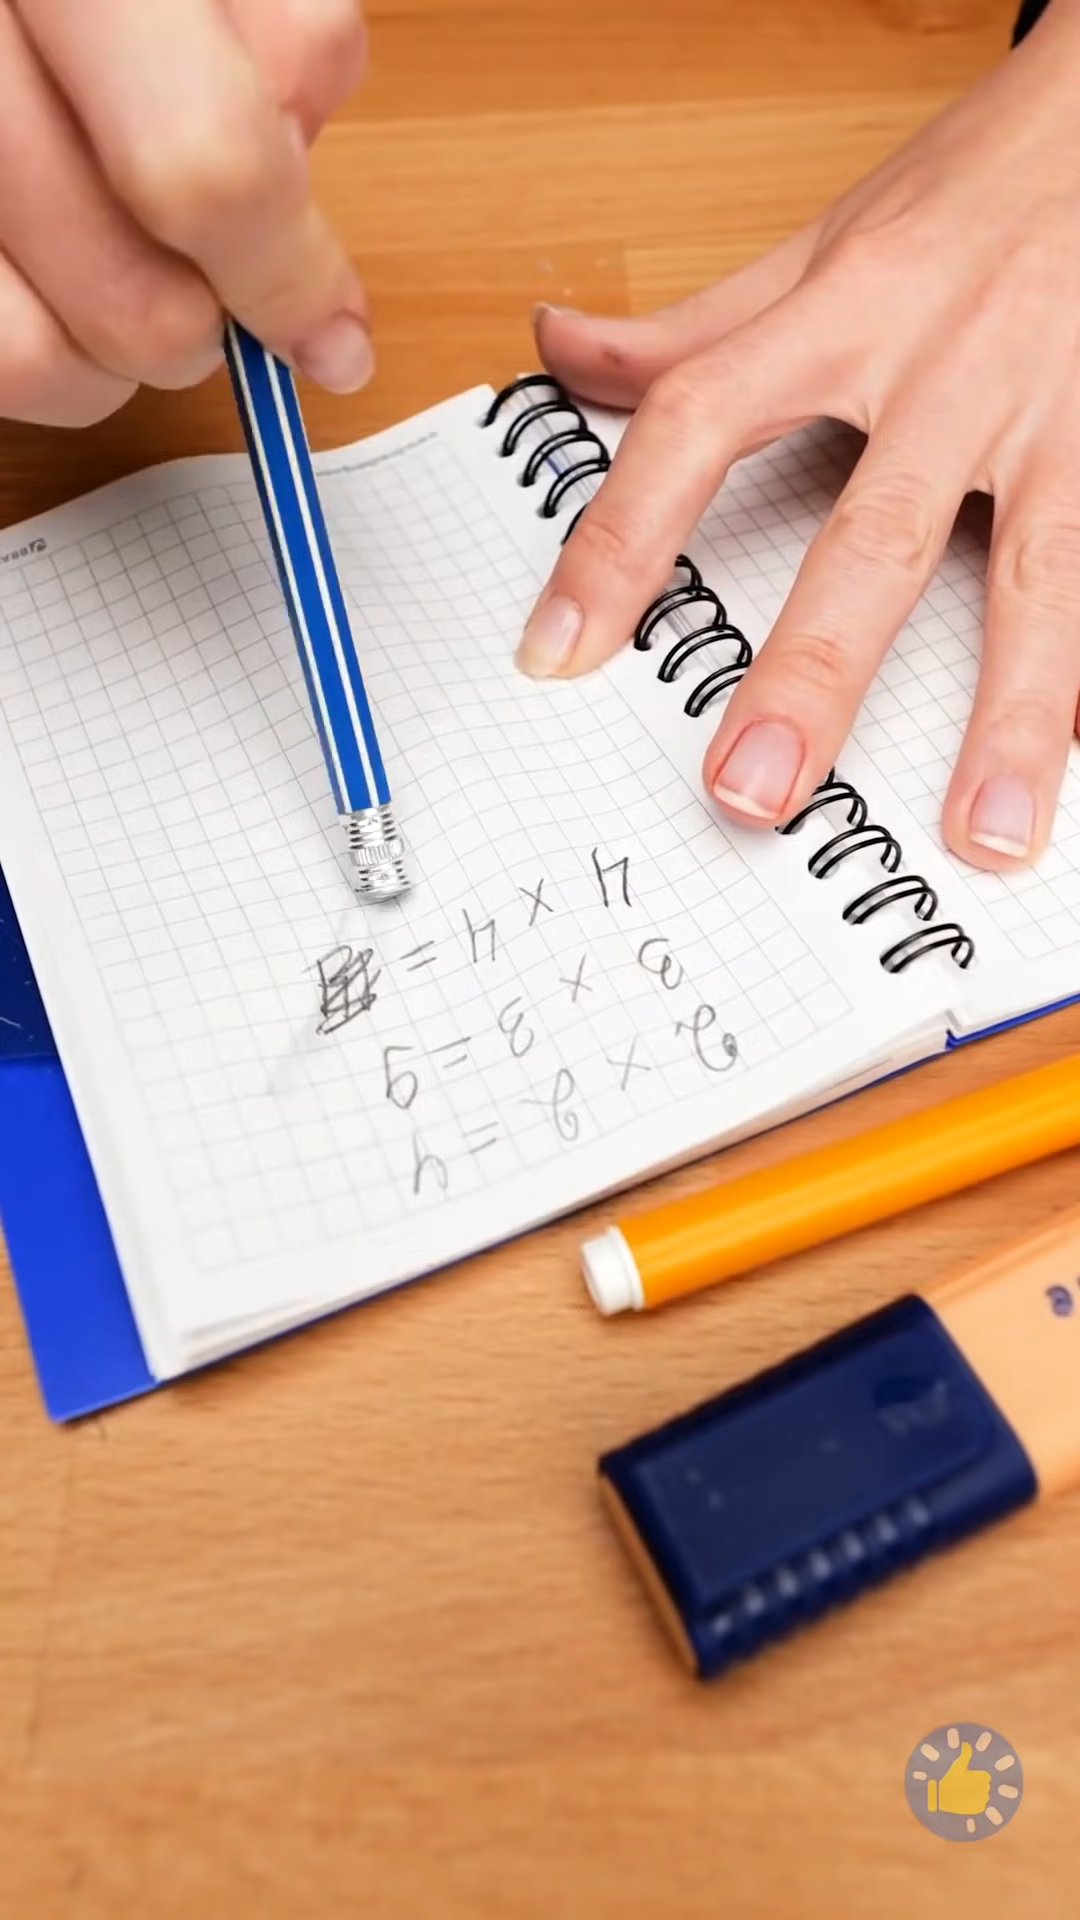 2 x 2 = 4
3 x 3 = 9
4 x 4 =